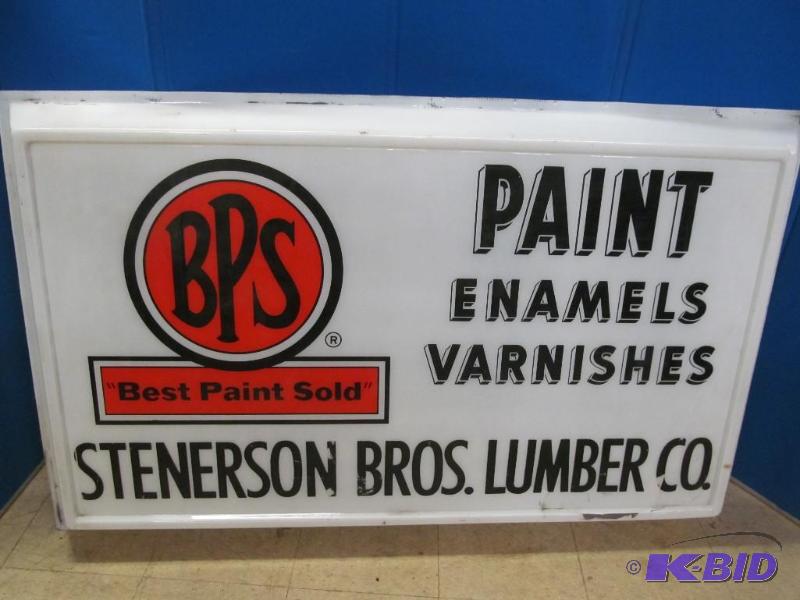 BPS
®
"Best Paint Sold"
PAINT
ENAMELS
VARNISHES
STENERSON BROS. LUMBER CO.
© K-BID